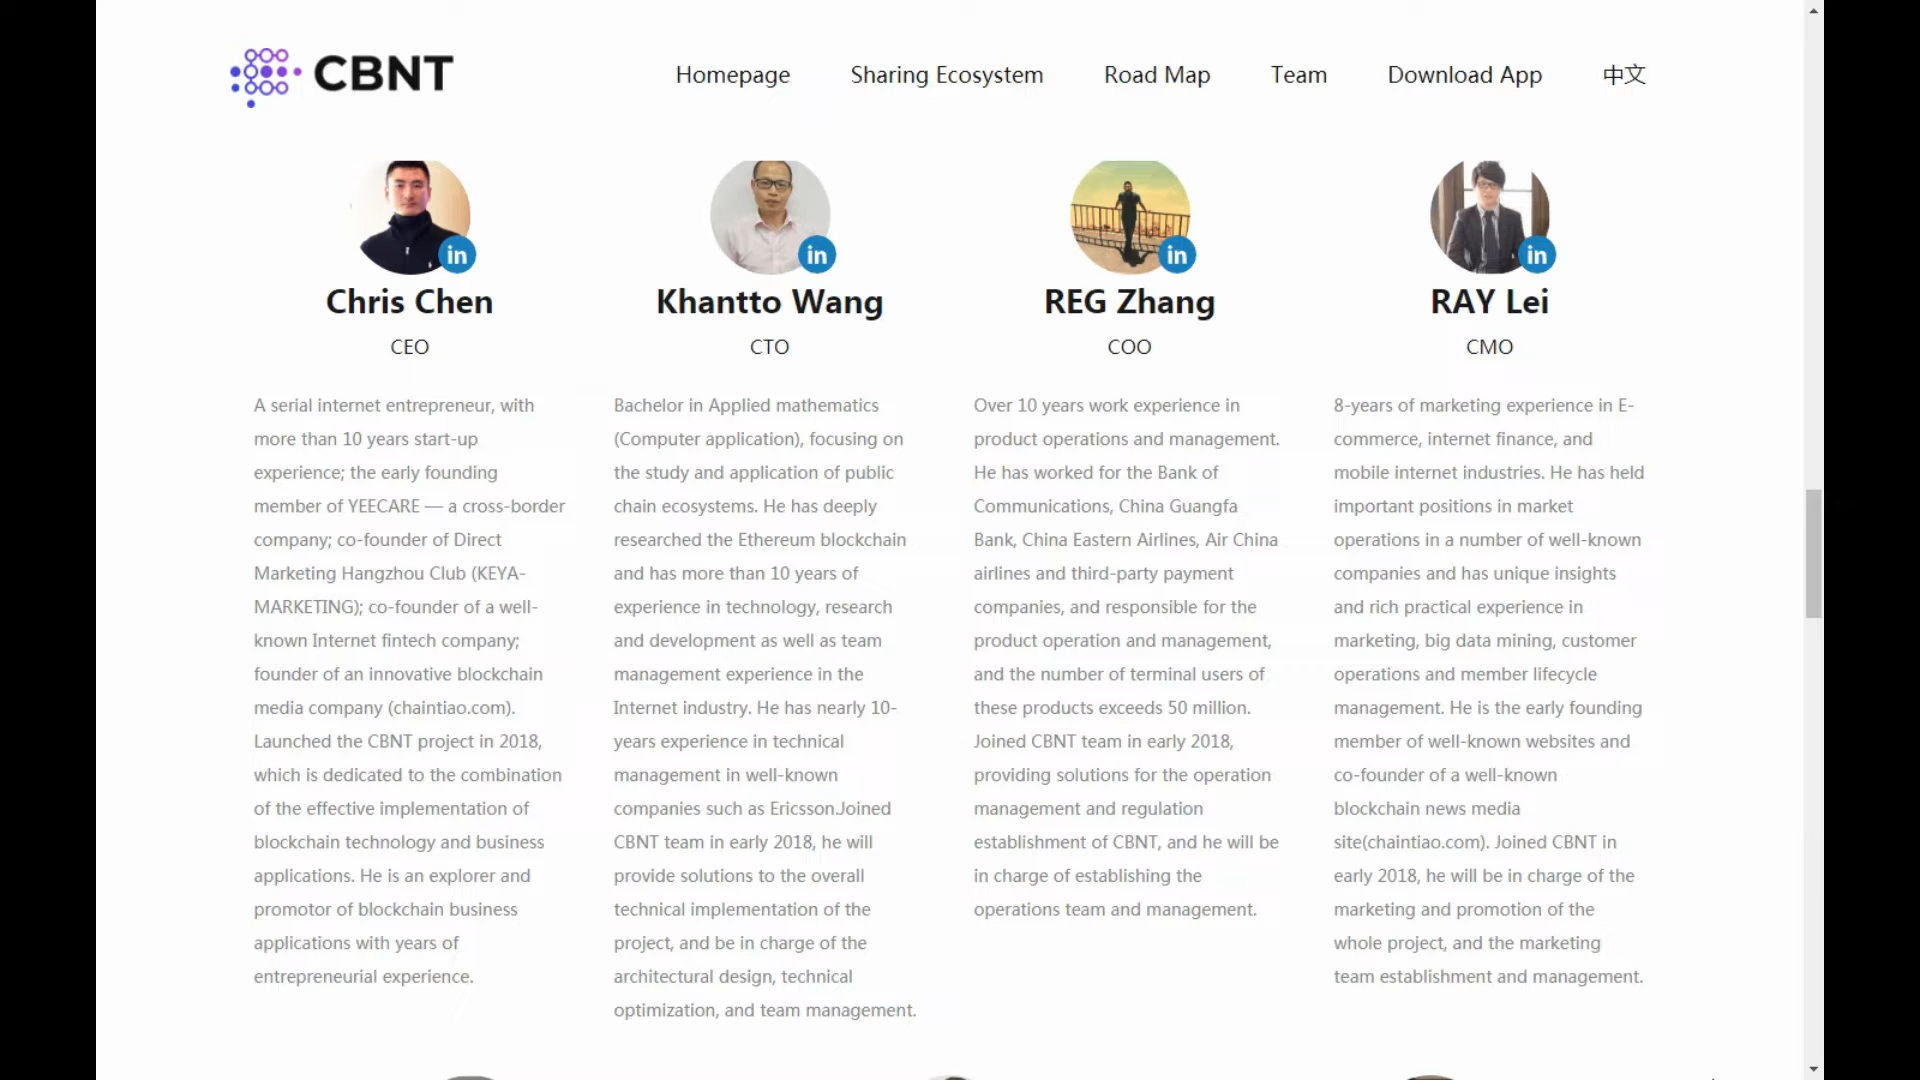 CBNT
Homepage
Sharing Ecosystem
Road Map
Team
Download App
中文
in
in
in
in
Chris Chen
CEO
A serial internet entrepreneur, with
more than 10 years start-up
experience; the early founding
member of YEECARE — a cross-border
company; co-founder of Direct
Marketing Hangzhou Club (KEYA-
MARKETING); co-founder of a well-
known Internet fintech company;
founder of an innovative blockchain
media company (chaintiao.com).
Launched the CBNT project in 2018,
which is dedicated to the combination
of the effective implementation of
blockchain technology and business
applications. He is an explorer and
promotor of blockchain business
applications with years of
entrepreneurial experience.
Khantto Wang
CTO
Bachelor in Applied mathematics
(Computer application), focusing on
the study and application of public
chain ecosystems. He has deeply
researched the Ethereum blockchain
and has more than 10 years of
experience in technology, research
and development as well as team
management experience in the
Internet industry. He has nearly 10-
years experience in technical
management in well-known
companies such as Ericsson.Joined
CBNT team in early 2018, he will
provide solutions to the overall
technical implementation of the
project, and be in charge of the
architectural design, technical
optimization, and team management.
REG Zhang
COO
Over 10 years work experience in
product operations and management.
He has worked for the Bank of
Communications, China Guangfa
Bank, China Eastern Airlines, Air China
airlines and third-party payment
companies, and responsible for the
product operation and management,
and the number of terminal users of
these products exceeds 50 million.
Joined CBNT team in early 2018,
providing solutions for the operation
management and regulation
establishment of CBNT, and he will be
in charge of establishing the
operations team and management.
RAY Lei
CMO
8-years of marketing experience in E-
commerce, internet finance, and
mobile internet industries. He has held
important positions in market
operations in a number of well-known
companies and has unique insights
and rich practical experience in
marketing, big data mining, customer
operations and member lifecycle
management. He is the early founding
member of well-known websites and
co-founder of a well-known
blockchain news media
site(chaintiao.com). Joined CBNT in
early 2018, he will be in charge of the
marketing and promotion of the
whole project, and the marketing
team establishment and management.